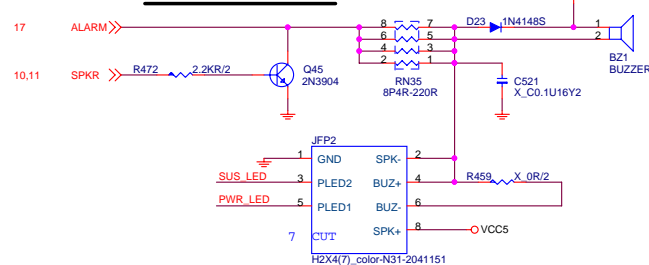 17 ALARM 8 7 D23 1N4148S 1
6 5 2
4 3
10,11 SPKR R472 2.2KR/2 Q45 2 1 BZ1
2N3904 RN35 C521 BUZZER
8P4R-220R X_C0.1U16Y2
JFP2
1 GND SPK- 2
SUS_LED 3 PLED2 BUZ+ 4 R459 X_0R/2
PWR_LED 5 PLED1 BUZ- 6
7 CUT SPK+ 8 VCC5
H2X4(7)_color-N31-2041151